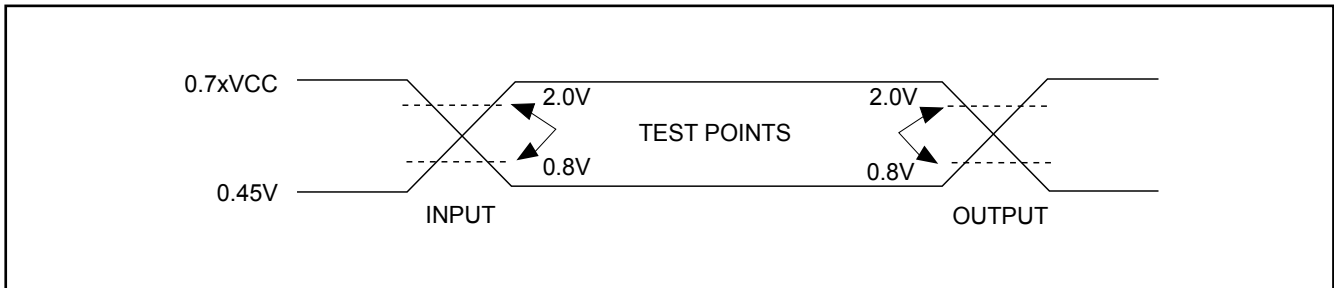 0.7xVCC
2.0V
2.0V
TEST POINTS
0.8V
0.8V
0.45V
INPUT
OUTPUT